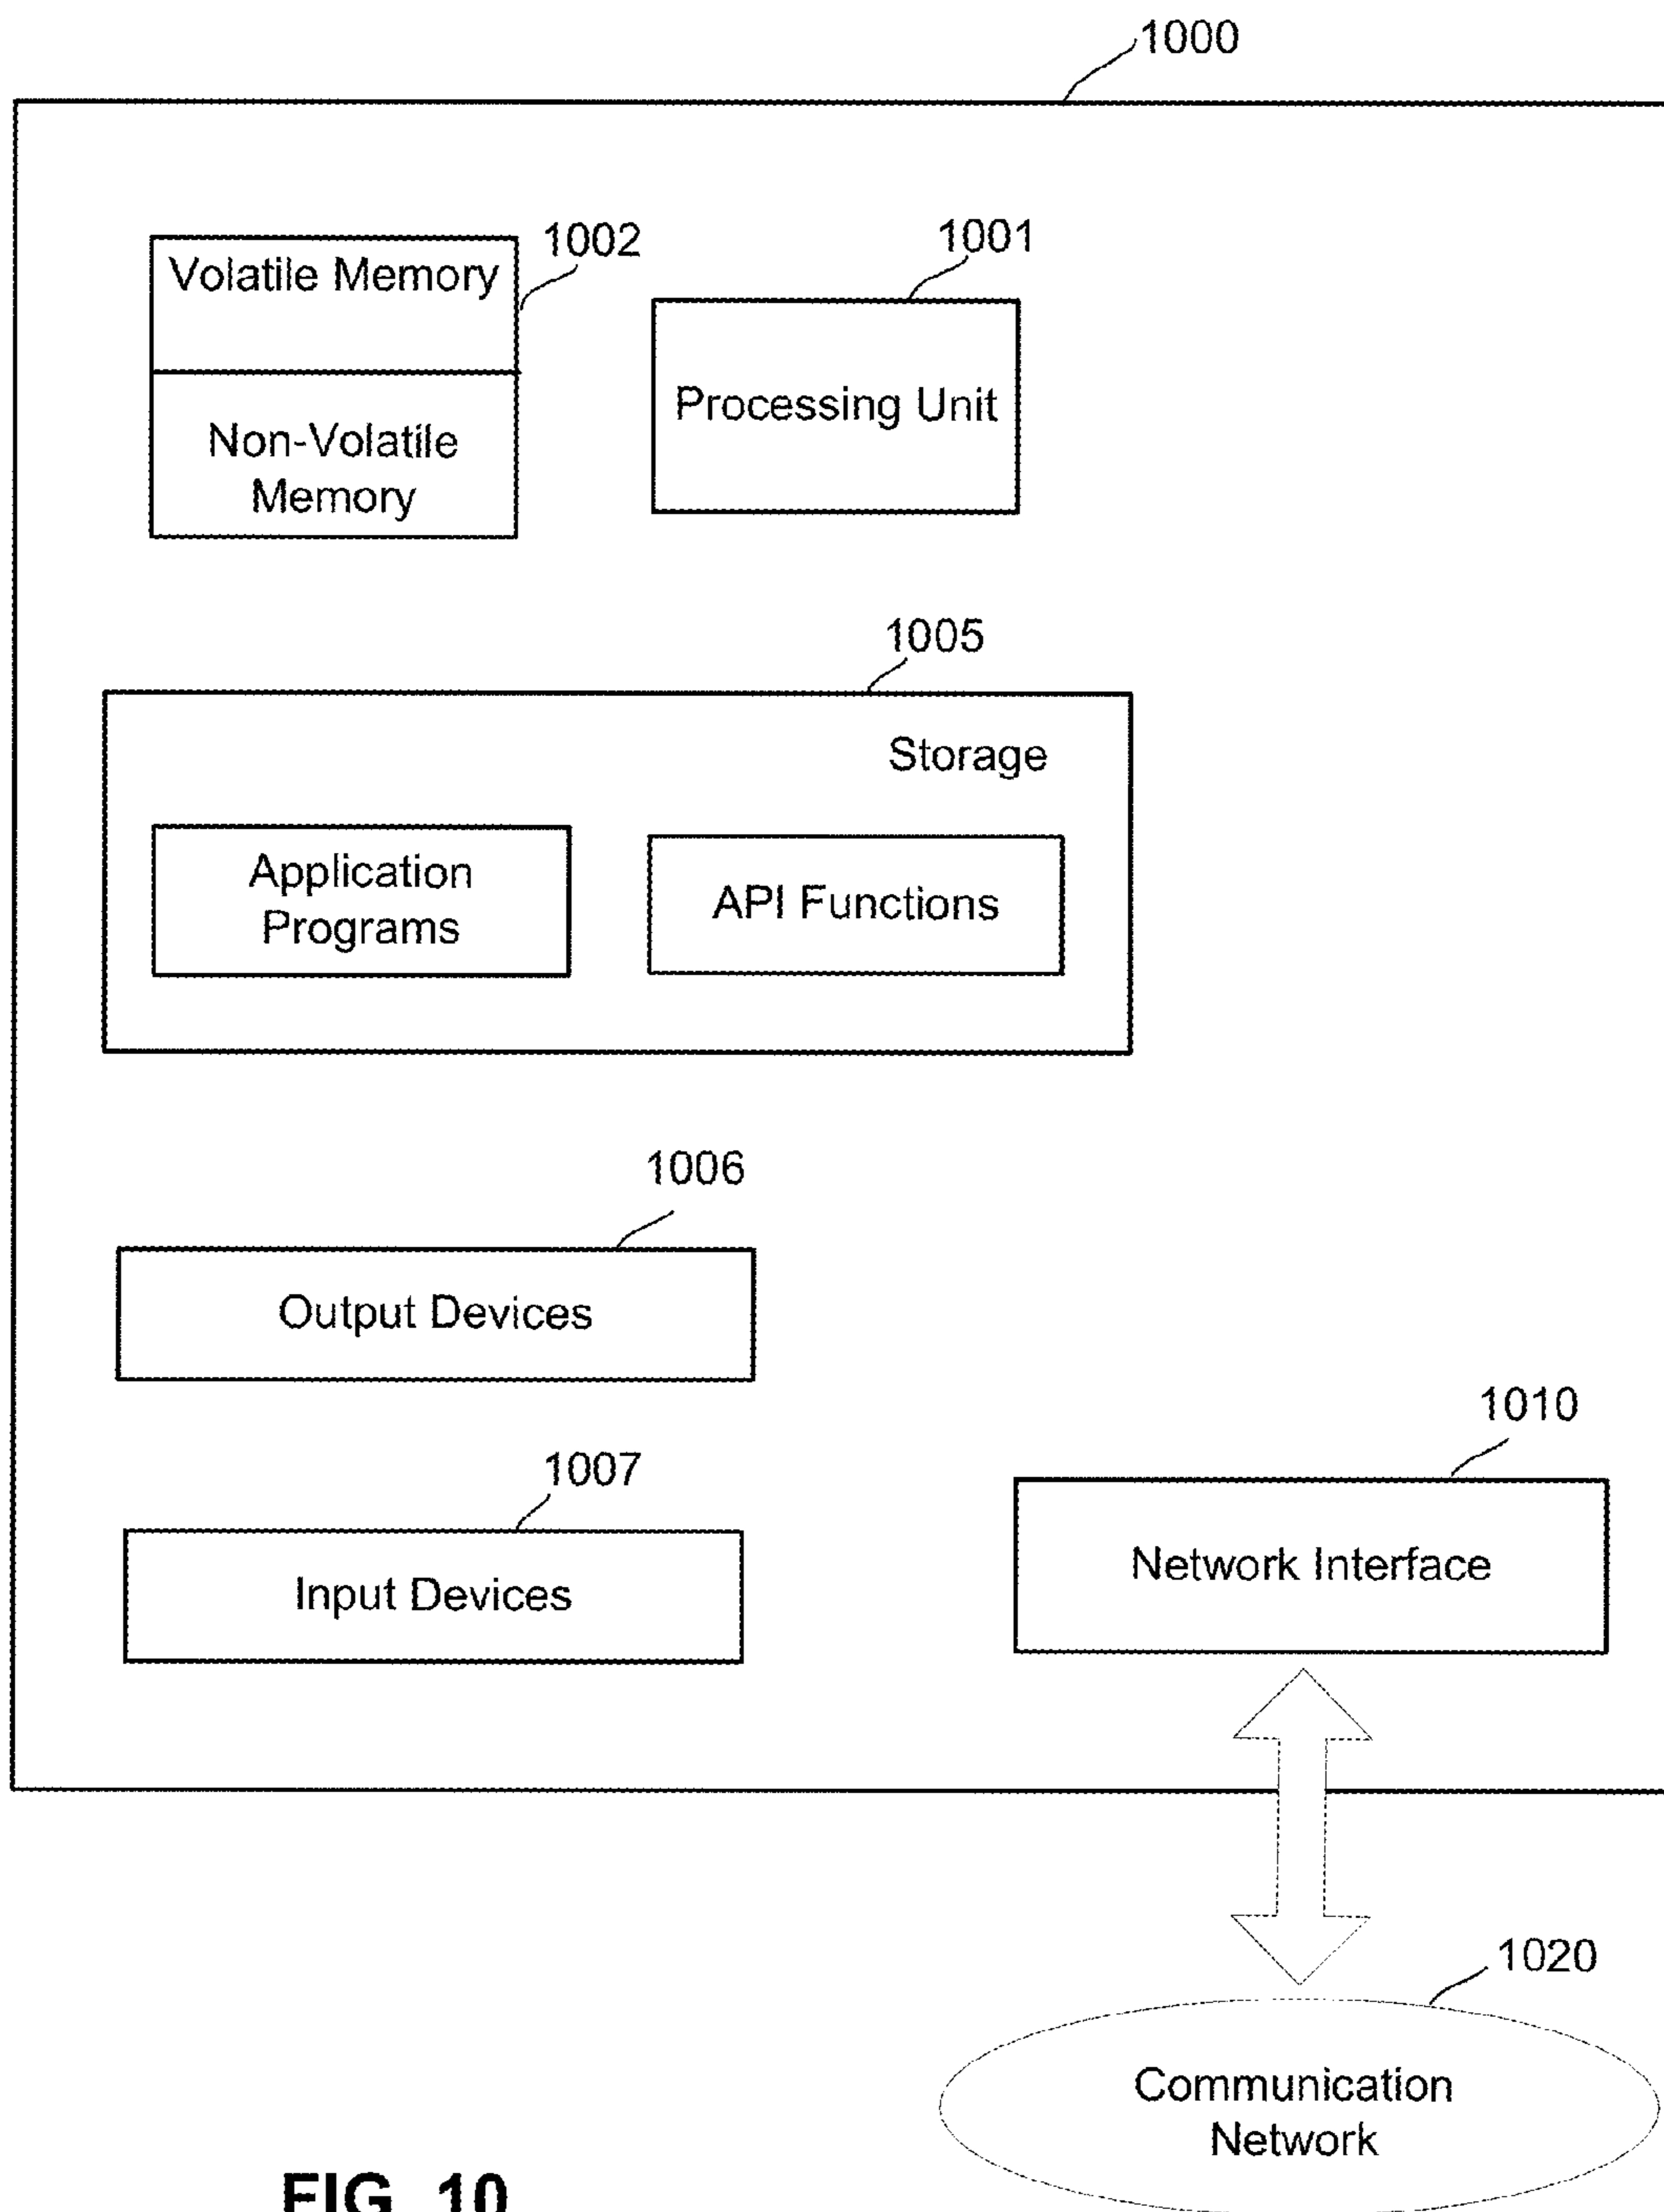 1000
1002
1001
Volatile Memory
Processing Unit
Non-Volatile
Memory
1005
Storage
Application
Programs
API Functions
1006
Output Devices
1010
1007
Network Interface
Input Devices
1020
Communication
Network
FIG. 10